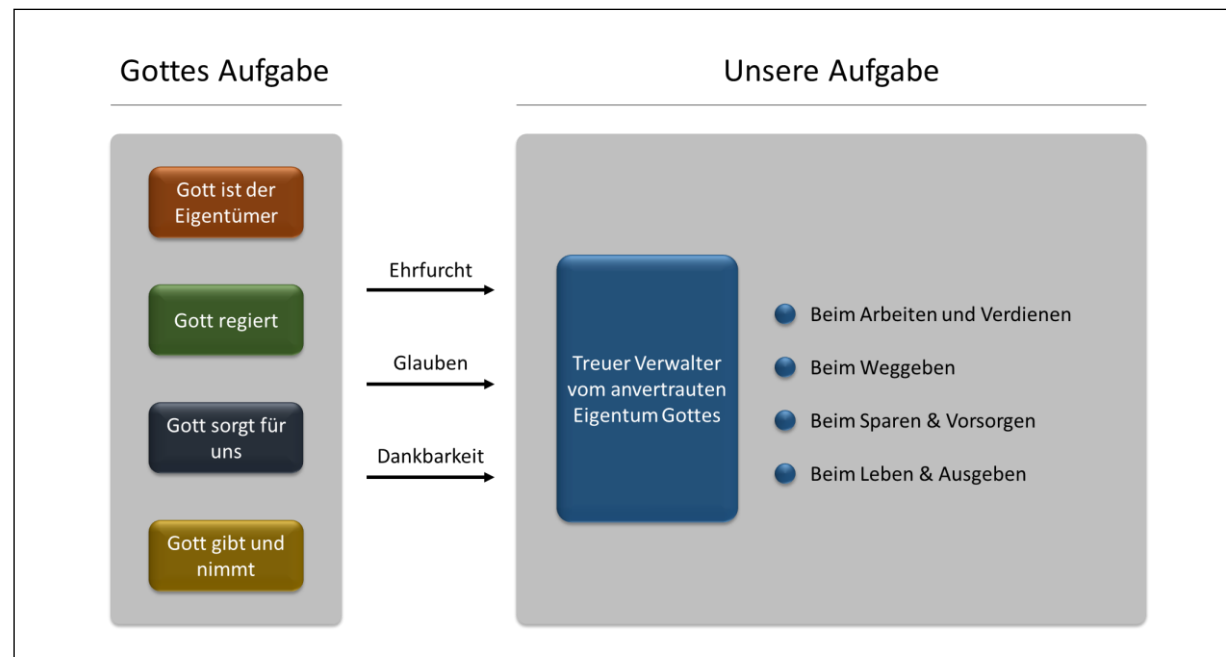 Gottes Aufgabe
Unsere Aufgabe
Gott ist der
Eigentümer
Gott regiert
Gott sorgt für
uns
Gott gibt und
nimmt
Ehrfurcht
Glauben
Dankbarkeit
Treuer Verwalter
vom anvertrauten
Eigentum Gottes
Beim Arbeiten und Verdienen
Beim Weggeben
Beim Sparen & Vorsorgen
Beim Leben & Ausgeben